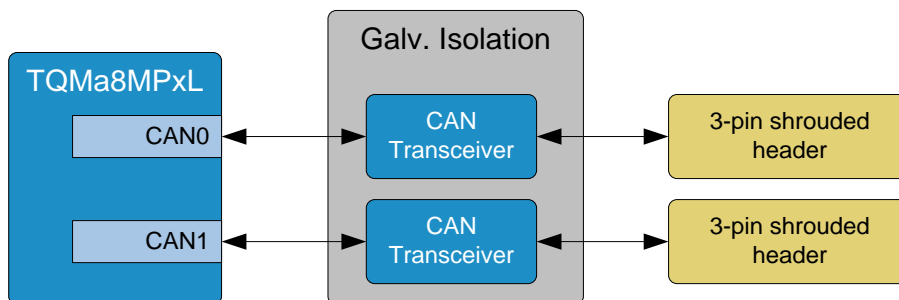 Galv. Isolation
TQMa8MPxL
CAN0
CAN
Transceiver
3-pin shrouded
header
CAN1
CAN
Transceiver
3-pin shrouded
header